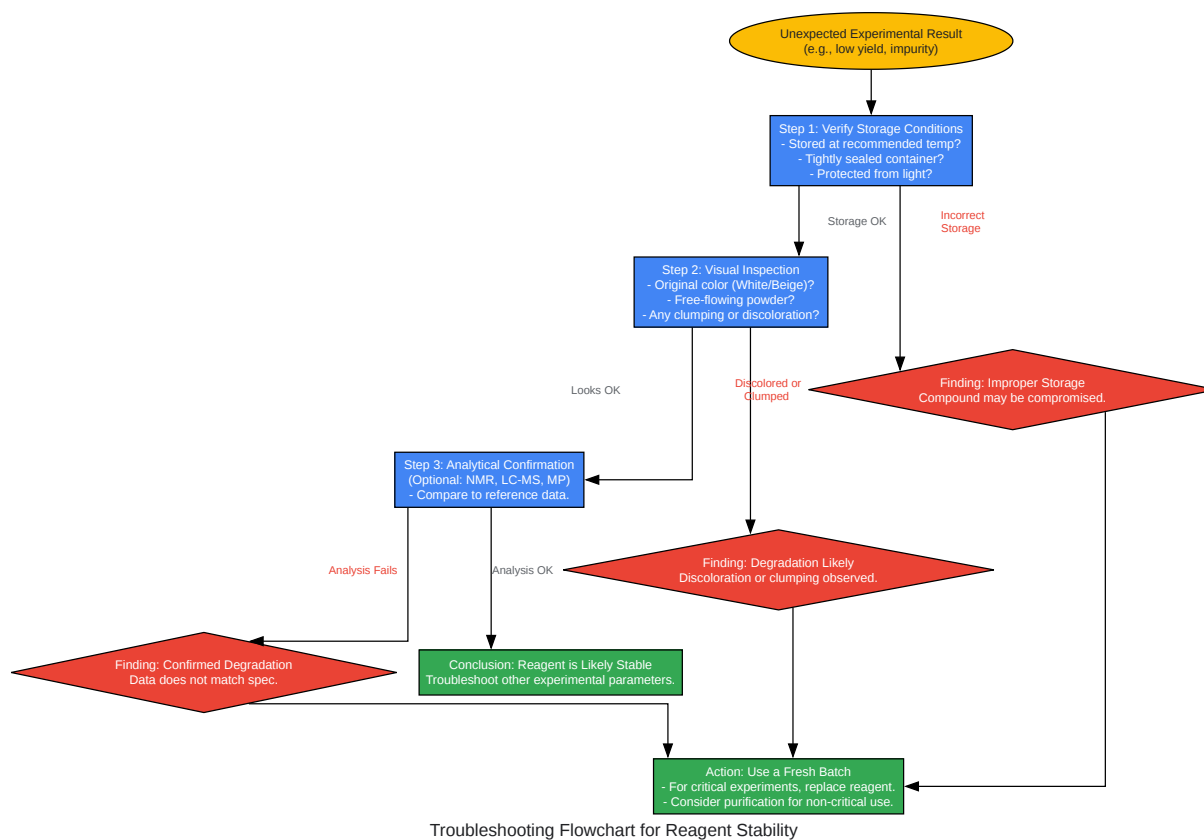 Unexpected Experimental Result
(e.g., low yield, impurity)
Step 1: Verify Storage Conditions
- Stored at recommended temp?
- Tightly sealed container?
- Protected from light?
Storage OK
Incorrect
Storage
Step 2: Visual Inspection
- Original color (White/Beige)?
- Free-flowing powder?
- Any clumping or discoloration?
Looks OK
Discolored or
Clumped
Finding: Improper Storage
Compound may be compromised.
Step 3: Analytical Confirmation
(Optional: NMR, LC-MS, MP)
- Compare to reference data.
Analysis Fails
Analysis OK
Finding: Degradation Likely
Discoloration or clumping observed.
Finding: Confirmed Degradation
Data does not match spec.
Conclusion: Reagent is Likely Stable
Troubleshoot other experimental parameters.
Action: Use a Fresh Batch
- For critical experiments, replace reagent.
- Consider purification for non-critical use.
Troubleshooting Flowchart for Reagent Stability